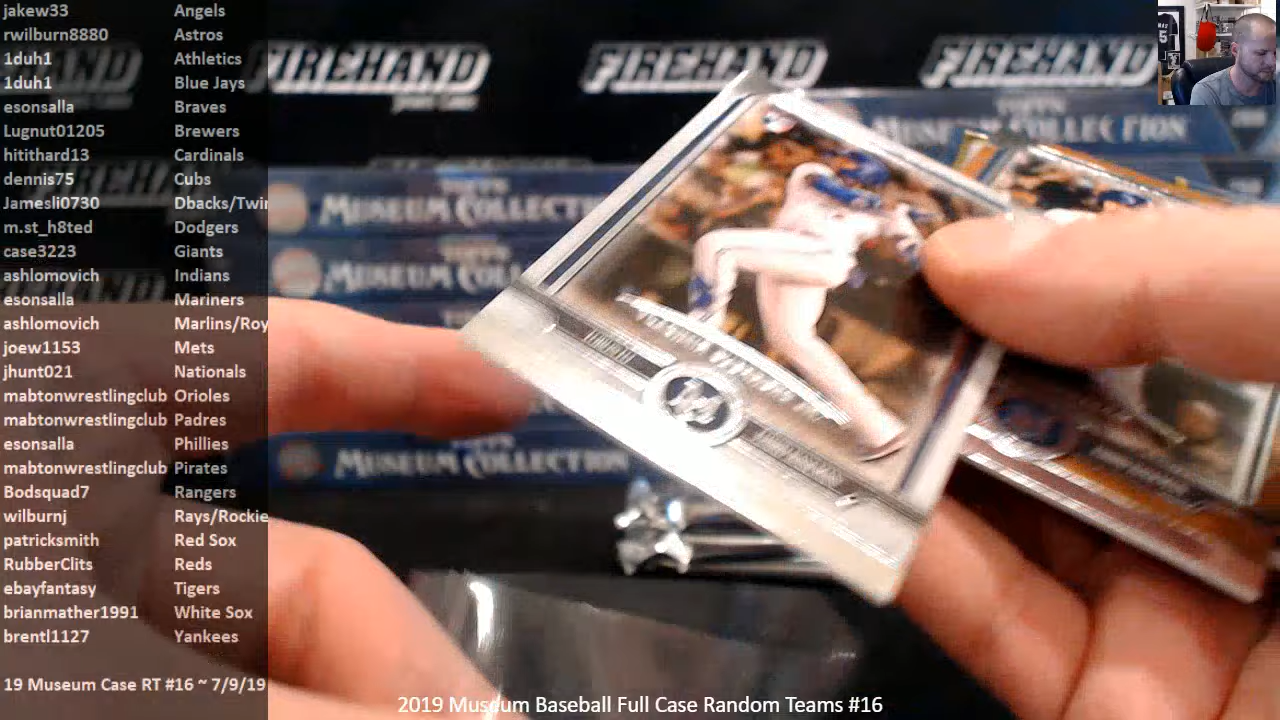 jakew33 Angels
rwilburn8880 Astros
1duh1 Athletics
1duh1 Blue Jays
esonsalla Braves
Lugnut01205 Brewers
hitithard13 Cardinals
dennis75 Cubs
Jamesli0730 Dbacks/Twin
m.st_h8ted Dodgers
case3223 Giants
ashlomovich Indians
esonsalla Mariners
ashlomovich Marlins/Roy
joew1153 Mets
jhunt021 Nationals
mabtonwrestlingclub Orioles
mabtonwrestlingclub Padres
esonsalla Phillies
mabtonwrestlingclub Pirates
Bodsquad7 Rangers
wilburnj Rays/Rockie
patricksmith Red Sox
RubberClits Reds
ebayfantasy Tigers
brianmather1991 White Sox
brentl1127 Yankees
19 Museum Case RT #16 ~ 7/9/19
FIREHAND FIREHAND FIREHAND
COLLECTION
TOPPS
MUSEUM COLLECTION
TOPPS
MUSEUM
MUSEUM COLLECTION
2019 Museum Baseball Full Case Random Teams #16